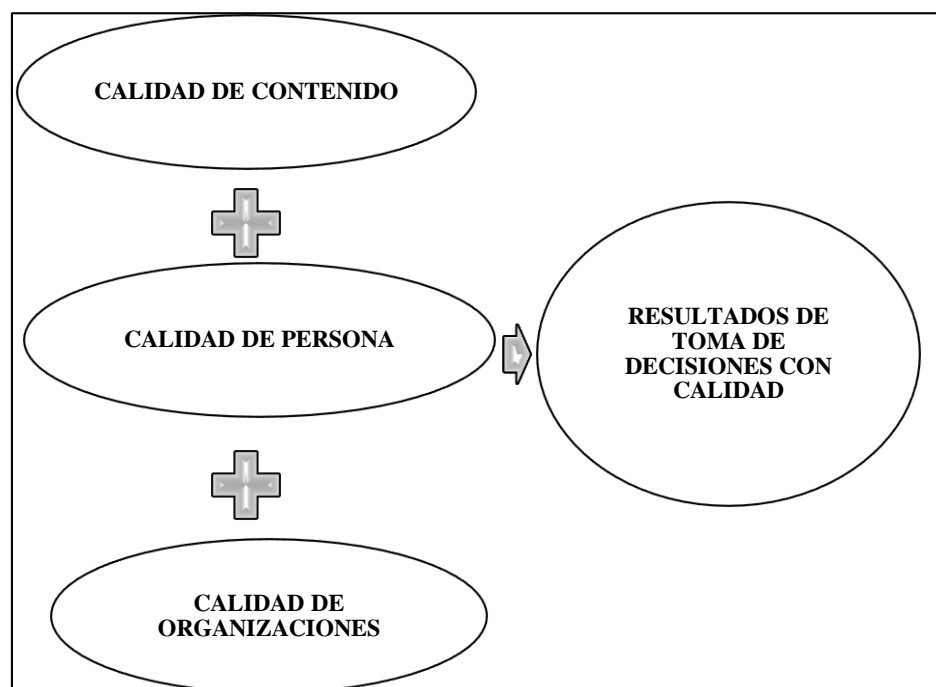 CALIDAD DE CONTENIDO
CALIDAD DE PERSONA
RESULTADOS DE
TOMA DE
DECISIONES CON
CALIDAD
CALIDAD DE
ORGANIZACIONES